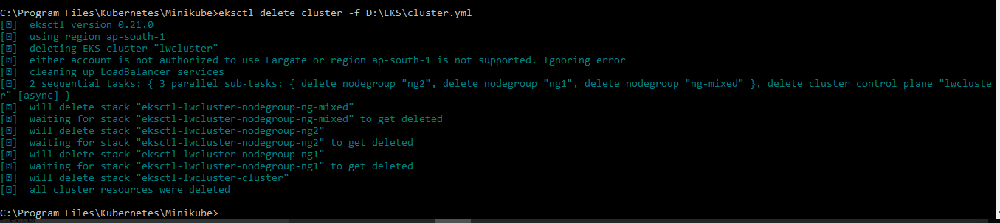 C:\Program Files\Kubernetes\Minikube>eksctl delete cluster -f D:\EKS\cluster.yml
[⍰]  eksctl version 0.21.0
[⍰]  using region ap-south-1
[⍰]  deleting EKS cluster "lwcluster"
[⍰]  either account is not authorized to use Fargate or region ap-south-1 is not supported. Ignoring error
[⍰]  cleaning up LoadBalancer services
[⍰]  2 sequential tasks: { 3 parallel sub-tasks: { delete nodegroup "ng2", delete nodegroup "ng1", delete nodegroup "ng-mixed" }, delete cluster control plane "lwcluste
r" [async] }
[⍰]  will delete stack "eksctl-lwcluster-nodegroup-ng-mixed"
[⍰]  waiting for stack "eksctl-lwcluster-nodegroup-ng-mixed" to get deleted
[⍰]  will delete stack "eksctl-lwcluster-nodegroup-ng2"
[⍰]  waiting for stack "eksctl-lwcluster-nodegroup-ng2" to get deleted
[⍰]  will delete stack "eksctl-lwcluster-nodegroup-ng1"
[⍰]  waiting for stack "eksctl-lwcluster-nodegroup-ng1" to get deleted
[⍰]  will delete stack "eksctl-lwcluster-cluster"
[⍰]  all cluster resources were deleted
C:\Program Files\Kubernetes\Minikube>